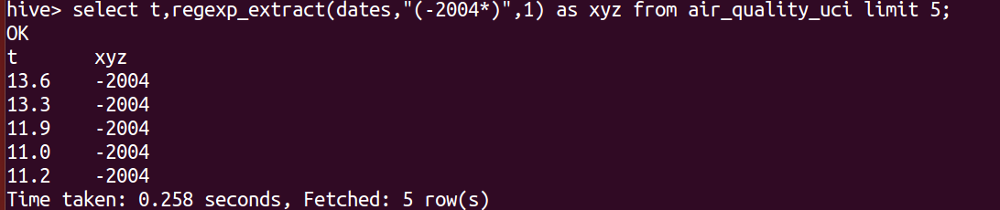 hive> select t,regexp_extract(dates,"(-2004*)",1) as xyz from air_quality_uci limit 5;
OK
t	xyz
13.6	-2004
13.3	-2004
11.9	-2004
11.0	-2004
11.2	-2004
Time taken: 0.258 seconds, Fetched: 5 row(s)